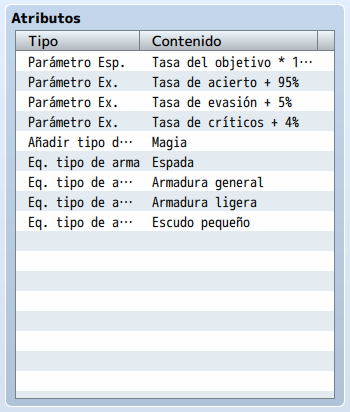 Atributos
Tipo Contenido
Parámetro Esp. Tasa del objetivo * 1···
Parámetro Ex. Tasa de acierto + 95%
Parámetro Ex. Tasa de evasión + 5%
Parámetro Ex. Tasa de críticos + 4%
Añadir tipo d··· Magia
Eq. tipo de arma Espada
Eq. tipo de a··· Armadura general
Eq. tipo de a··· Armadura ligera
Eq. tipo de a··· Escudo pequeño